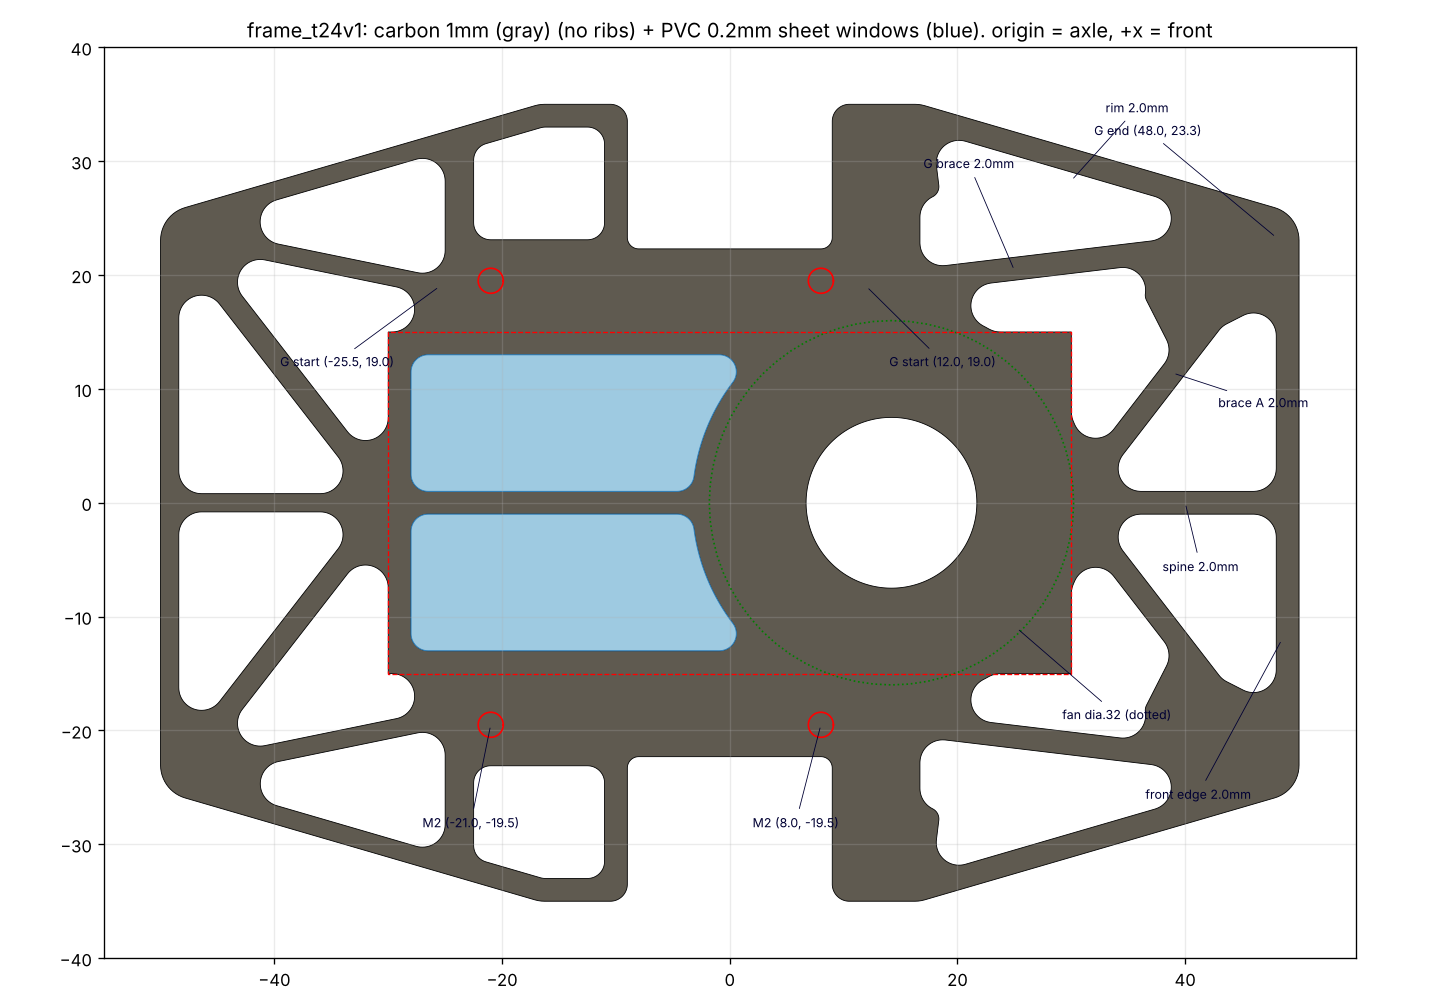 frame_t24v1: carbon 1mm (gray) (no ribs) + PVC 0.2mm sheet windows (blue). origin = axle, +x = front
40
rim 2.0mm
G end (48.0, 23.3)
30
G brace 2.0mm
20
G start (-25.5, 19.0)
G start (12.0, 19.0)
10
brace A 2.0mm
0
spine 2.0mm
−10
fan dia.32 (dotted)
−20
front edge 2.0mm
M2 (-21.0, -19.5)
M2 (8.0, -19.5)
−30
−40
−40
−20
0
20
40